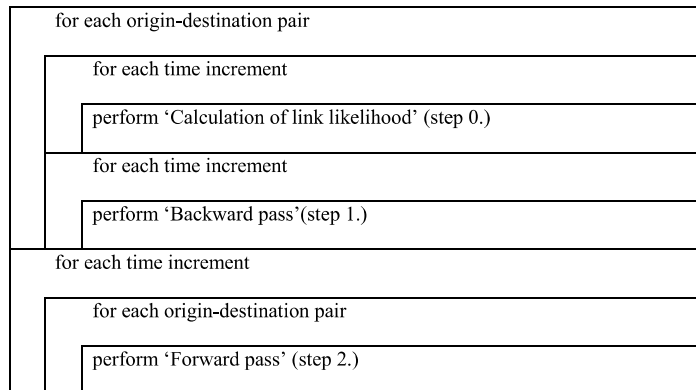 for each origin-destination pair
for each time increment
perform ‘Calculation of link likelihood’ (step 0.)
for each time increment
perform ‘Backward pass’(step 1.)
for each time increment
for each origin-destination pair
perform ‘Forward pass’ (step 2.)